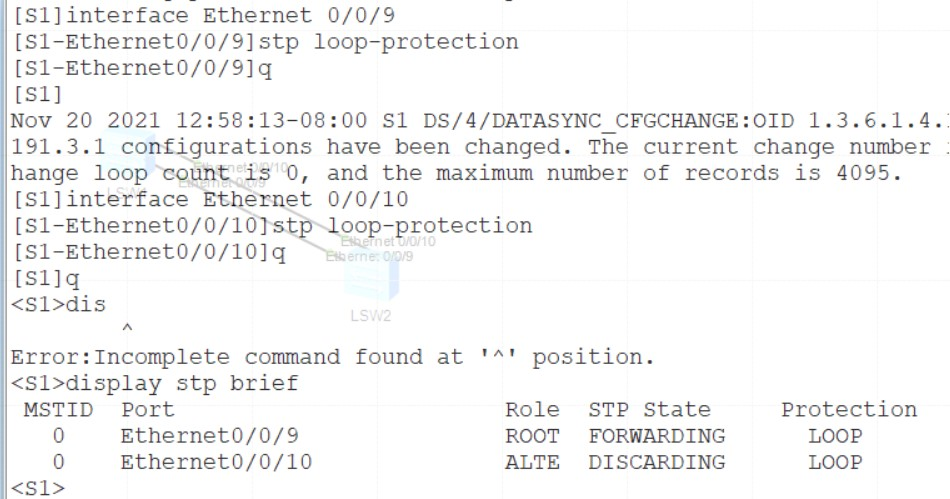 [S1]interface Ethernet 0/0/9
[S1-Ethernet0/0/9]stp loop-protection
[S1-Ethernet0/0/9]q
[S1]
Nov 20 2021 12:58:13-08:00 S1 DS/4/DATASYNC_CFGCHANGE:OID 1.3.6.1.4.
191.3.1 configurations have been changed. The current change number
hange loop count is 0, and the maximum number of records is 4095.
Ethernet 0/0/10
Ethernet 0/0/9
[S1]interface Ethernet 0/0/10
[S1-Ethernet0/0/10]stp loop-protection
Ethernet 0/0/10
[S1-Ethernet0/0/10]q
Ethernet 0/0/9
[S1]q
<S1>dis
LSW2
^
Error:Incomplete command found at '^' position.
<S1>display stp brief
MSTID Port Role STP State Protection
0 Ethernet0/0/9 ROOT FORWARDING LOOP
0 Ethernet0/0/10 ALTE DISCARDING LOOP
<S1>